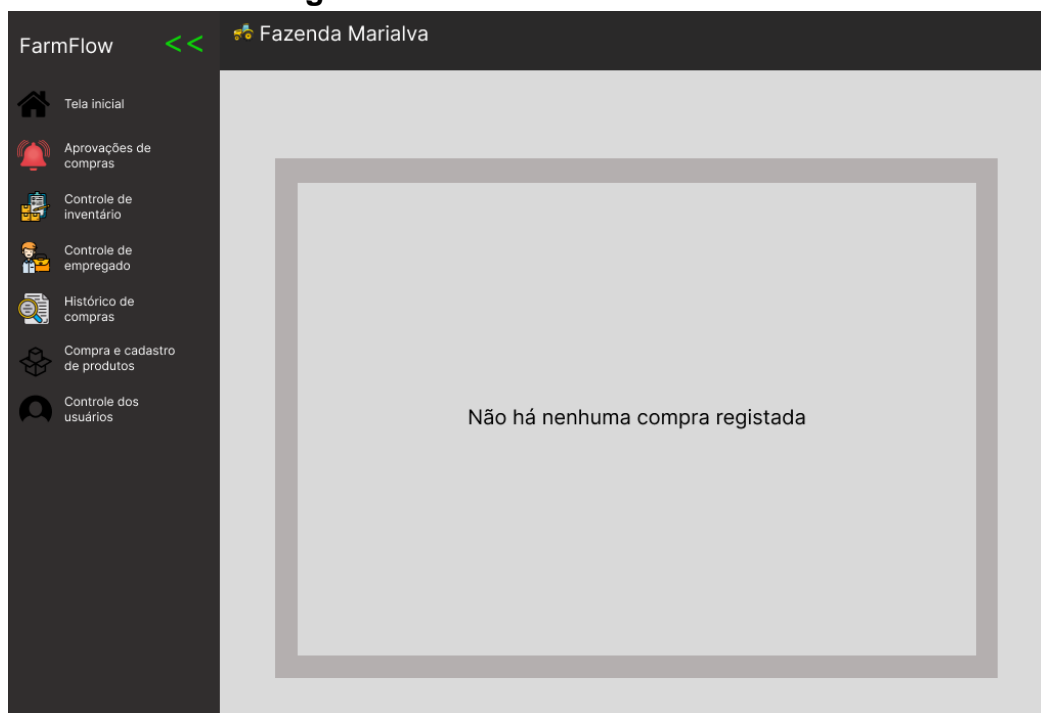 FarmFlow <<
Fazenda Marialva
Tela inicial
Aprovações de
compras
Controle de
inventário
Controle de
empregado
Histórico de
compras
Compra e cadastro
de produtos
Controle dos
usuários
Não há nenhuma compra registada